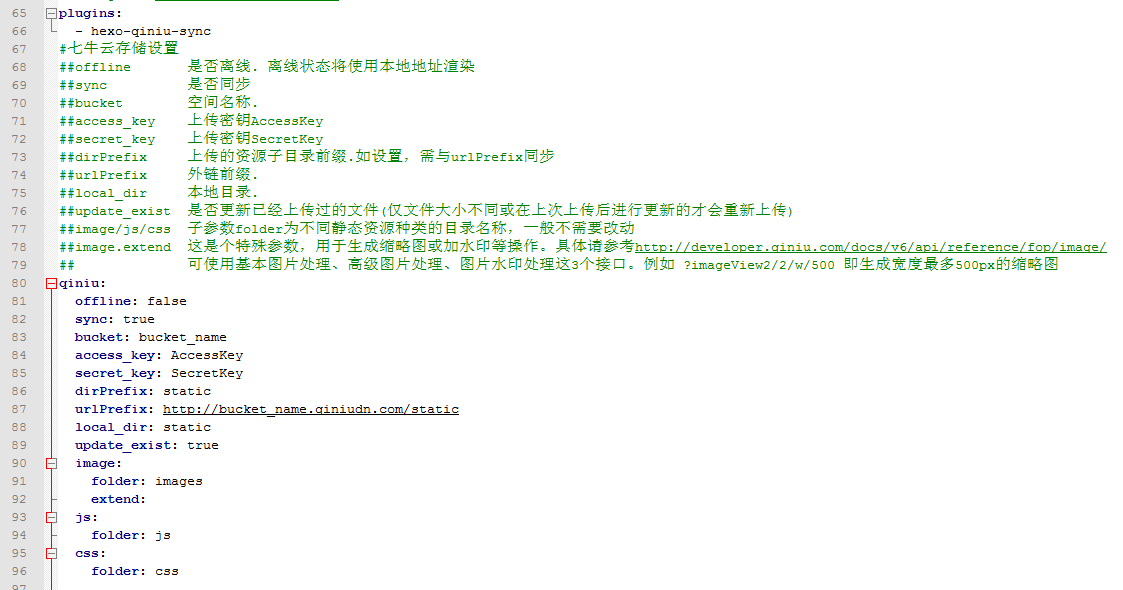 65 plugins:
66 - hexo-qiniu-sync
67 #七牛云存储设置
68 ##offline 是否离线. 离线状态将使用本地地址渲染
69 ##sync 是否同步
70 ##bucket 空间名称.
71 ##access_key 上传密钥AccessKey
72 ##secret_key 上传密钥SecretKey
73 ##dirPrefix 上传的资源子目录前缀.如设置，需与urlPrefix同步
74 ##urlPrefix 外链前缀.
75 ##local_dir 本地目录.
76 ##update_exist 是否更新已经上传过的文件(仅文件大小不同或在上次上传后进行更新的才会重新上传)
77 ##image/js/css 子参数folder为不同静态资源种类的目录名称，一般不需要改动
78 ##image.extend 这是个特殊参数，用于生成缩略图或加水印等操作。具体请参考http://developer.qiniu.com/docs/v6/api/reference/fop/image/
79 ## 可使用基本图片处理、高级图片处理、图片水印处理这3个接口。例如 ?imageView2/2/w/500 即生成宽度最多500px的缩略图
80 qiniu:
81 offline: false
82 sync: true
83 bucket: bucket_name
84 access_key: AccessKey
85 secret_key: SecretKey
86 dirPrefix: static
87 urlPrefix: http://bucket_name.qiniudn.com/static
88 local_dir: static
89 update_exist: true
90 image:
91 folder: images
92 extend:
93 js:
94 folder: js
95 css:
96 folder: css
97